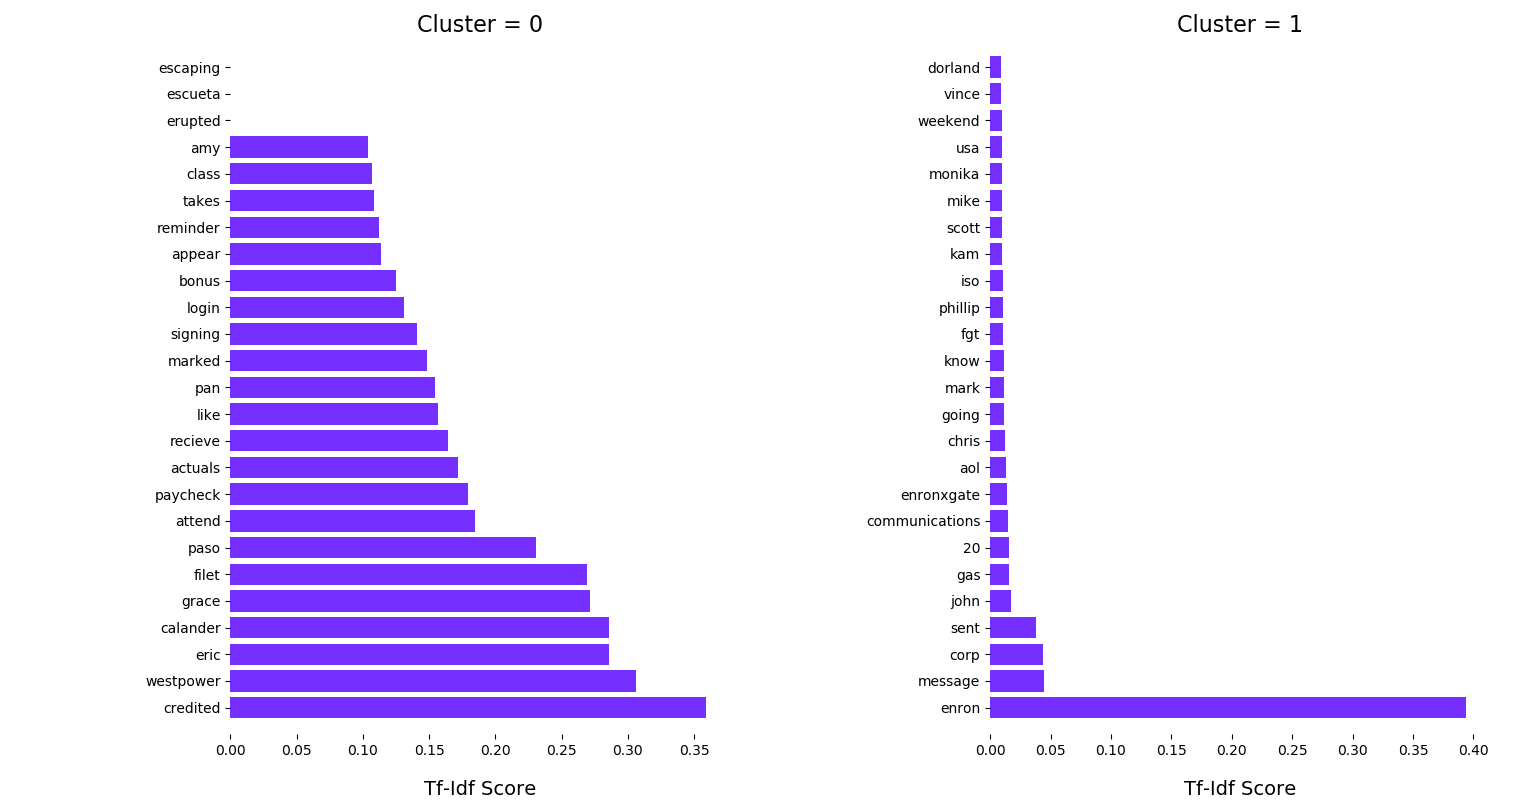 Cluster = 0
escaping
escueta
erupted
amy
class
takes
reminder
appear
bonus
login
signing
marked
pan
like
recieve
actuals
paycheck
attend
paso
filet
grace
calander
eric
westpower
credited
0.00 0.05 0.10 0.15 0.20 0.25 0.30 0.35
Tf-Idf Score
Cluster = 1
dorland
vince
weekend
usa
monika
mike
scott
kam
iso
phillip
fgt
know
mark
going
chris
aol
enronxgate
communications
20
gas
john
sent
corp
message
enron
0.00 0.05 0.10 0.15 0.20 0.25 0.30 0.35 0.40
Tf-Idf Score